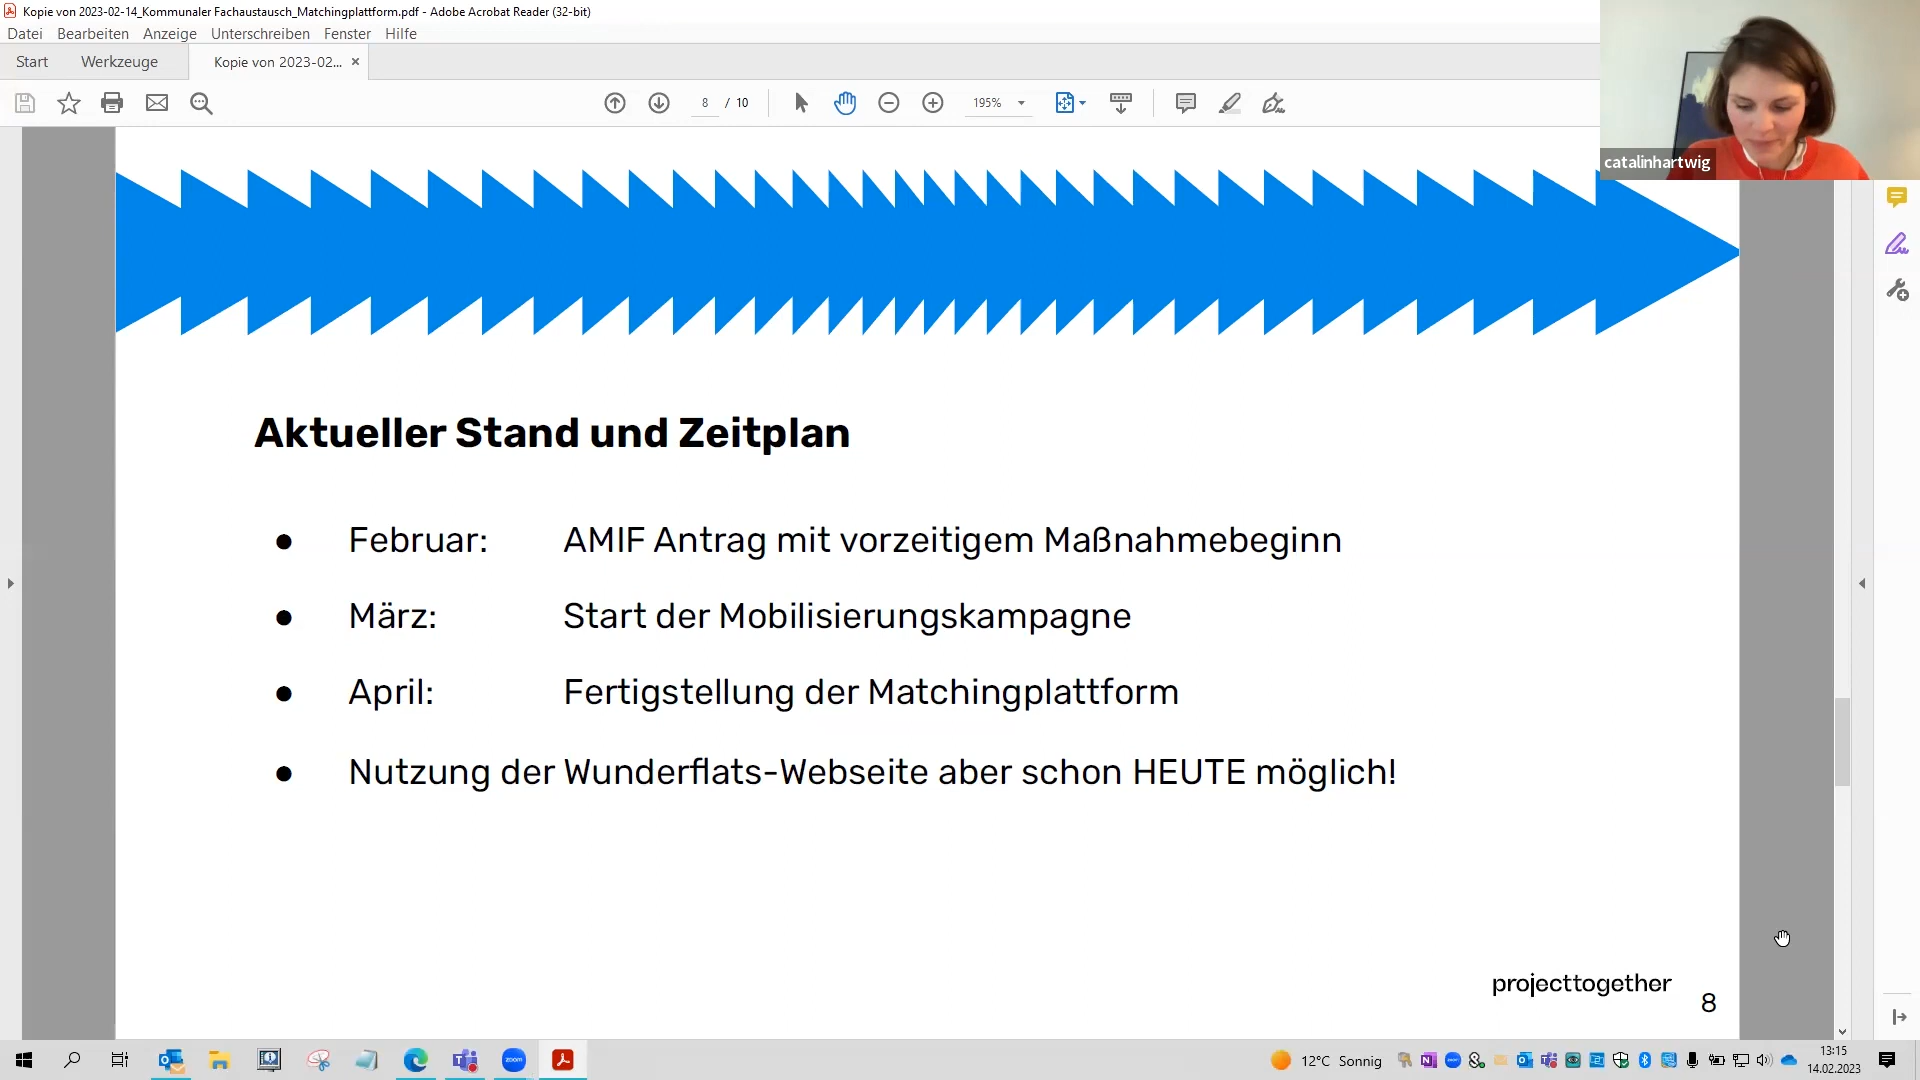 Kopie von 2023-02-14_Kommunaler Fachaustausch_Matchingplattform.pdf - Adobe Acrobat Reader (32-bit)
Datei Bearbeiten Anzeige Unterschreiben Fenster Hilfe
Start Werkzeuge Kopie von 2023-02... ×
8 / 10 195%
catalinhartwig
Aktueller Stand und Zeitplan
● Februar: AMIF Antrag mit vorzeitigem Maßnahmebeginn
● März: Start der Mobilisierungskampagne
● April: Fertigstellung der Matchingplattform
● Nutzung der Wunderflats-Webseite aber schon HEUTE möglich!
projecttogether
8
zoom
12°C Sonnig
13:15
14.02.2023